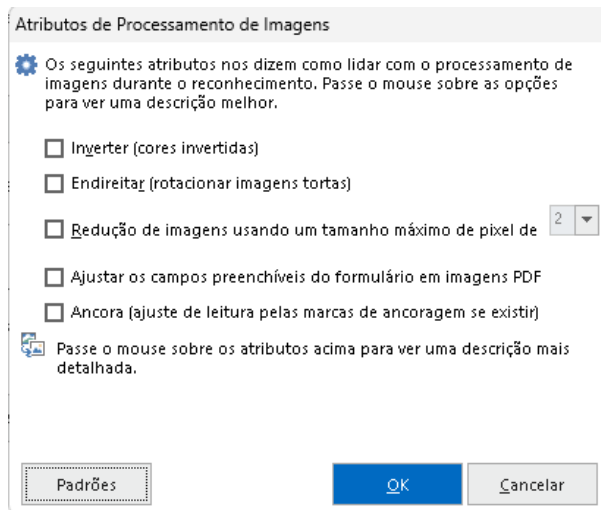 Atributos de Processamento de Imagens
Os seguintes atributos nos dizem como lidar com o processamento de
imagens durante o reconhecimento. Passe o mouse sobre as opções
para ver uma descrição melhor.
Inverter (cores invertidas)
Endireitar (rotacionar imagens tortas)
Redução de imagens usando um tamanho máximo de pixel de 2
Ajustar os campos preenchíveis do formulário em imagens PDF
Ancora (ajuste de leitura pelas marcas de ancoragem se existir)
Passe o mouse sobre os atributos acima para ver uma descrição mais
detalhada.
Padrões OK Cancelar